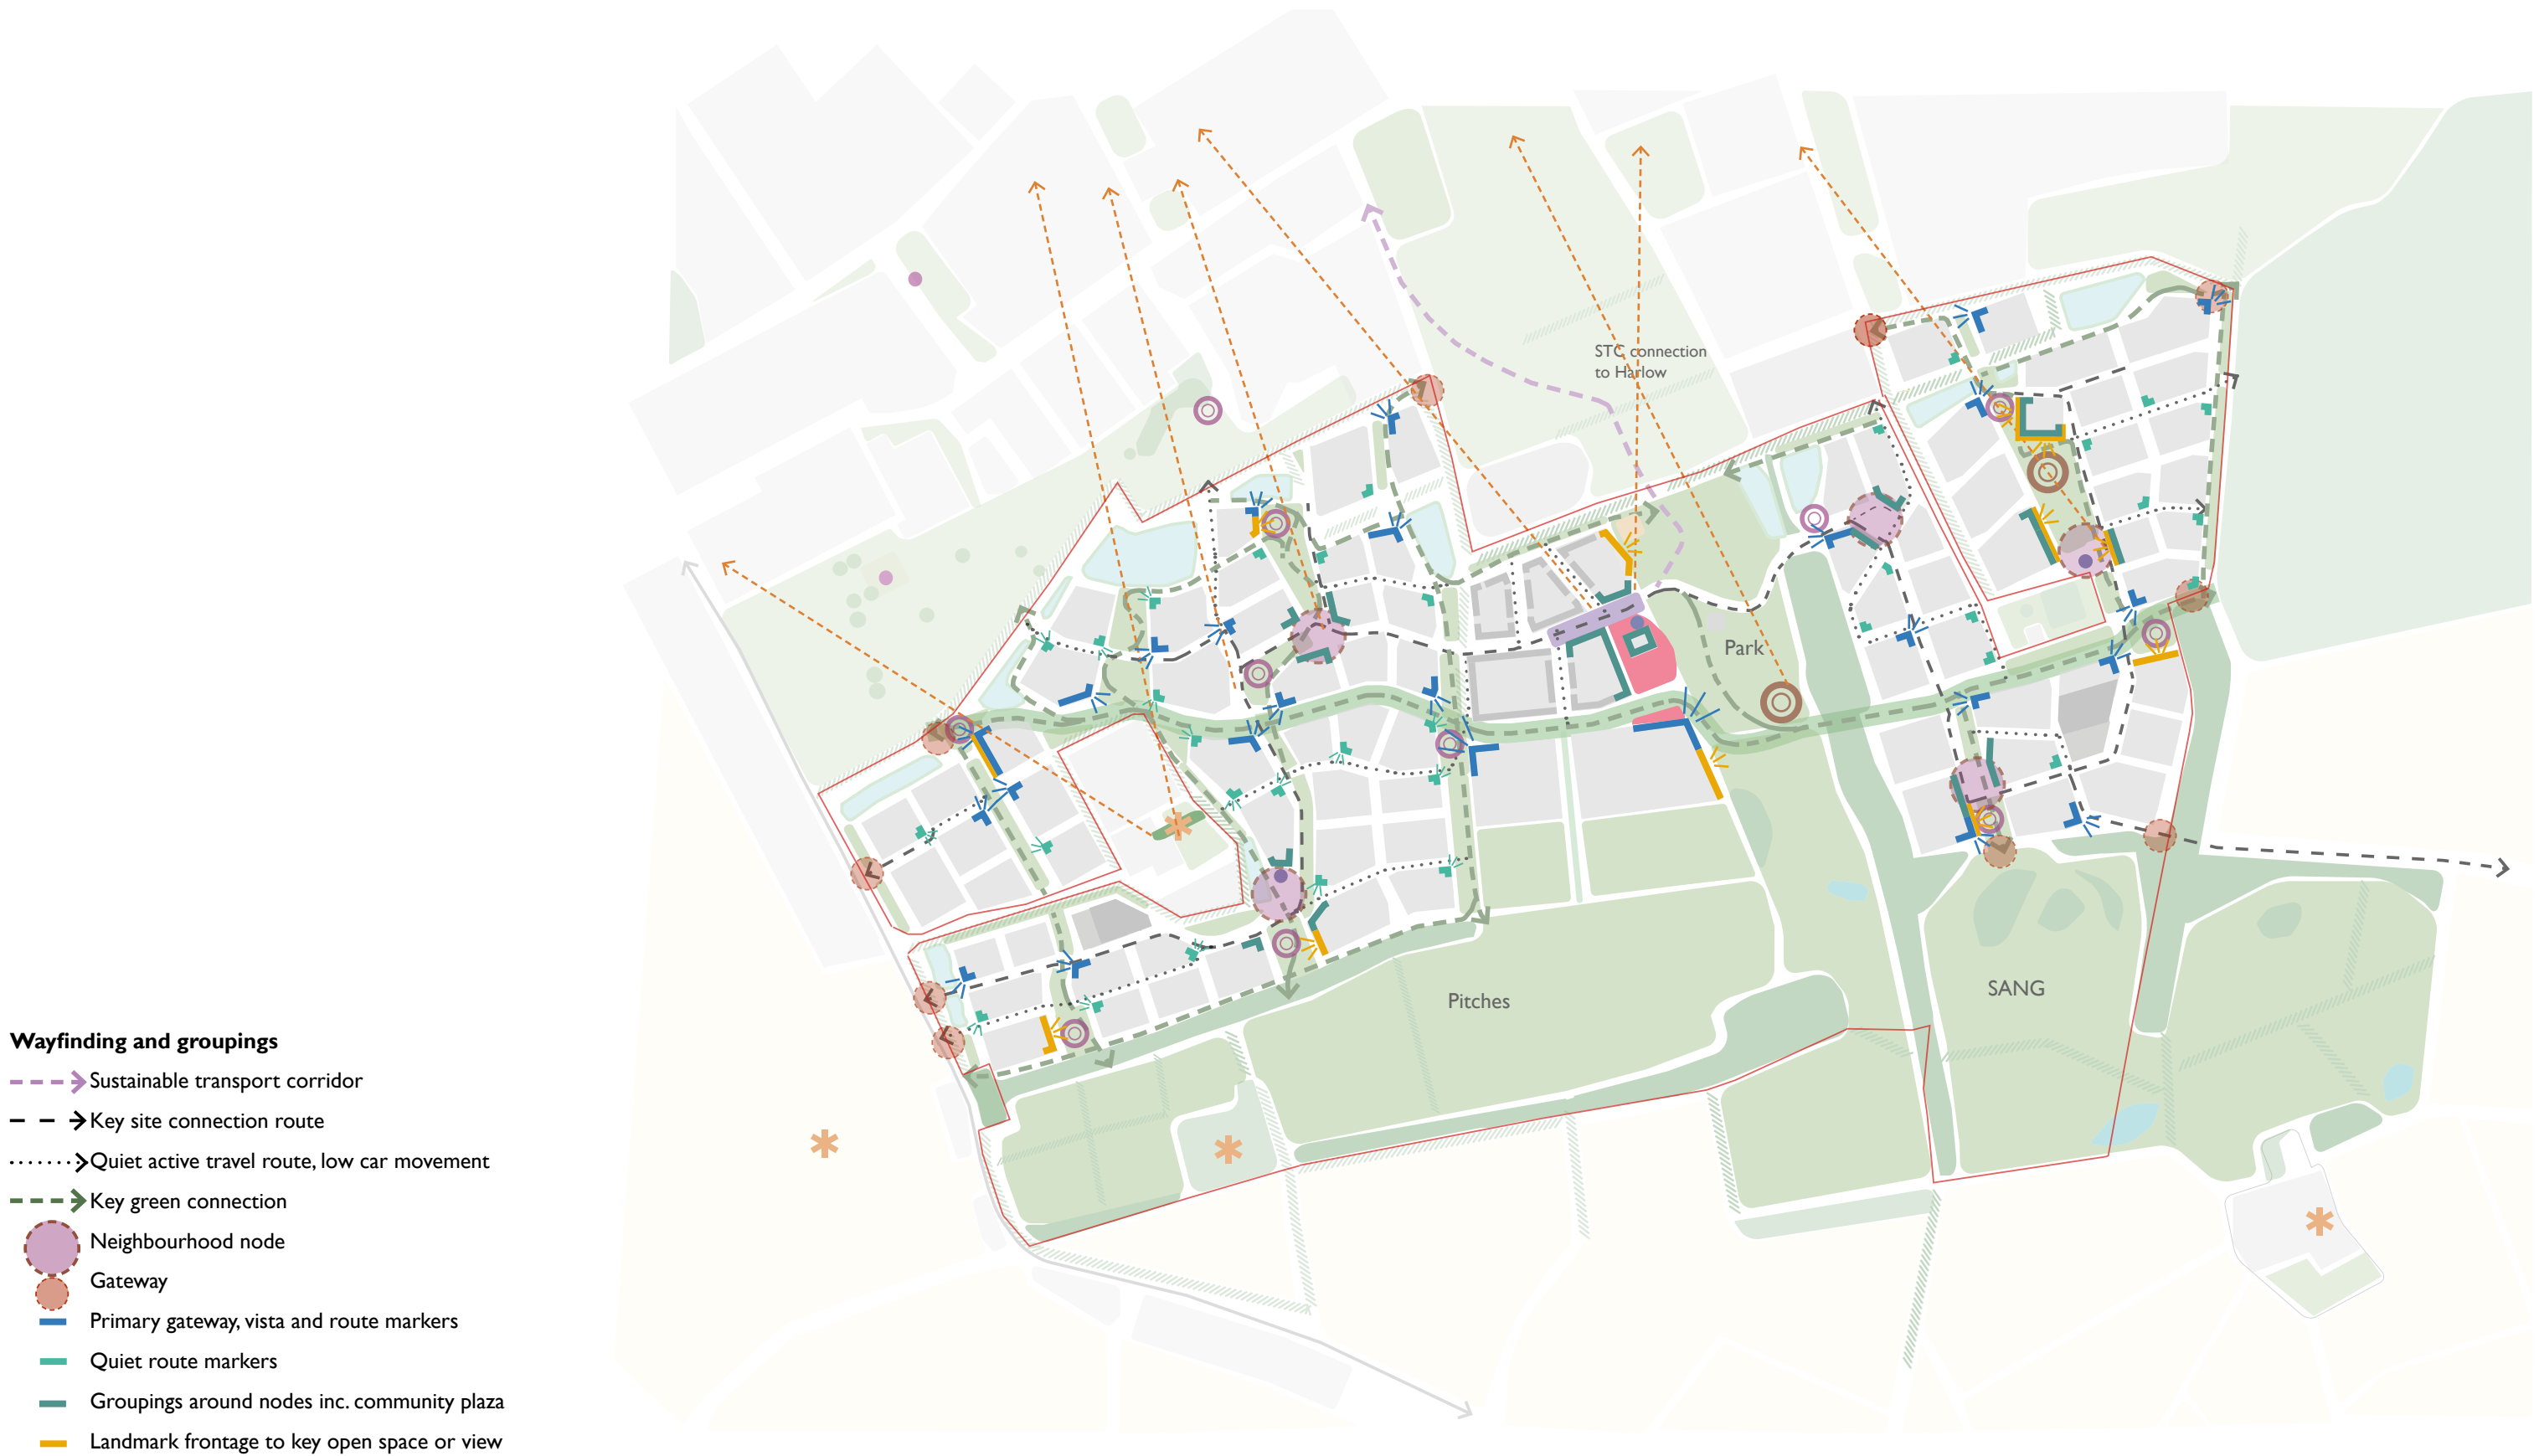 STC connection
to Harlow
Park
Pitches
SANG
Wayfinding and groupings
Sustainable transport corridor
Key site connection route
Quiet active travel route, low car movement
Key green connection
Neighbourhood node
Gateway
Primary gateway, vista and route markers
Quiet route markers
Groupings around nodes inc. community plaza
Landmark frontage to key open space or view